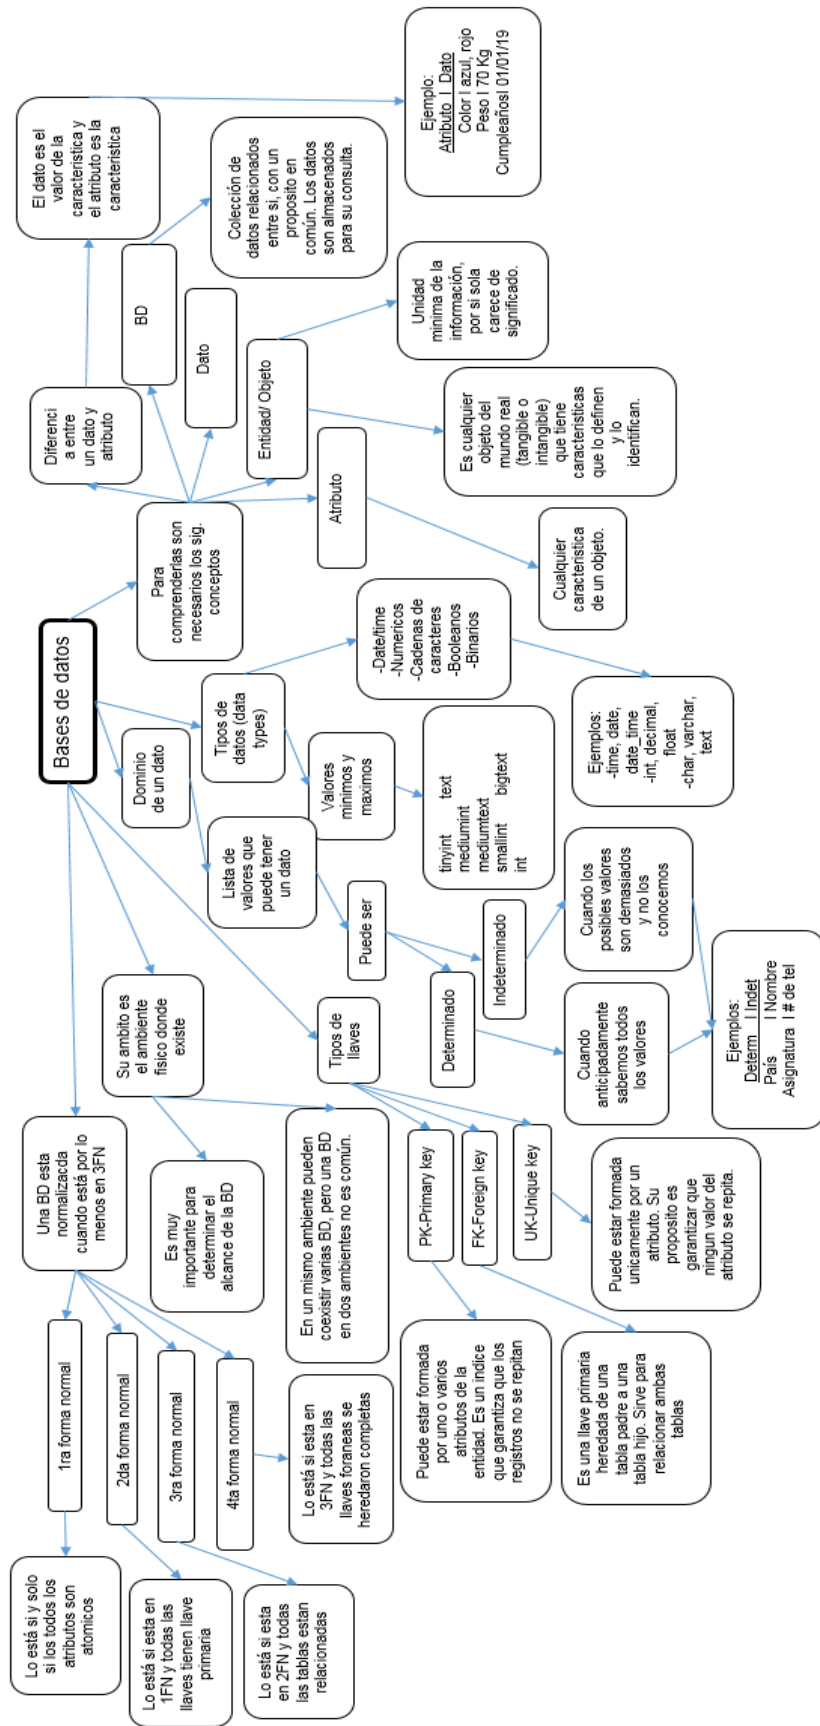 Bases de datos
Una BD esta
normalizacda
cuando está por lo
menos en 3FN
1ra forma normal
Lo está si y solo
si los todos los
atributos son
atomicos
2da forma normal
Lo está si esta en
1FN y todas las
llaves tienen llave
primaria
3ra forma normal
Lo está si esta
en 2FN y todas
las tablas estan
relacionadas
4ta forma normal
Lo está si esta en
3FN y todas las
llaves foraneas se
heredaron completas
Su ambito es
el ambiente
físico donde
existe
Es muy
importante para
determinar el
alcance de la BD
En un mismo ambiente pueden
coexistir varias BD, pero una BD
en dos ambientes no es común.
Tipos de
llaves
PK-Primary key
Puede estar formada
por uno o varios
atributos de la
entidad. Es un indice
que garantiza que los
registros no se repitan
FK-Foreign key
Es una llave primaria
heredada de una
tabla padre a una
tabla hijo. Sirve para
relacionar ambas
tablas
UK-Unique key
Puede estar formada
unicamente por un
atributo. Su
proposito es
garantizar que
ningun valor del
atributo se repita.
Dominio
de un dato
Lista de
valores que
puede tener
un dato
Puede ser
Determinado
Cuando
anticipadamente
sabemos todos
los valores
Indeterminado
Cuando los
posibles valores
son demasiados
y no los
conocemos
Ejemplos:
Determ I Indet
País I Nombre
Asignatura I # de tel
Tipos de
datos (data
types)
Valores
minimos y
maximos
tinyint text
mediumint
mediumtext
smallint bigtext
int
-Date/time
-Numericos
-Cadenas de
caracteres
-Booleanos
-Binarios
Ejemplos:
-time, date,
date_time
-int, decimal,
float
-char, varchar,
text
Para
comprenderlas son
necesarios los sig.
conceptos
Diferenci
a entre
un dato y
atributo
El dato es el
valor de la
caracteristica y
el atributo es la
característica
Ejemplo:
Atributo I Dato
Color I azul, rojo
Peso I 70 Kg
CumpleañosI 01/01/19
BD
Colección de
datos relacionados
entre si, con un
proposito en
común. Los datos
son almacenados
para su consulta.
Dato
Entidad/ Objeto
Unidad
minima de la
información,
por si sola
carece de
significado.
Es cualquier
objeto del
mundo real
(tangible o
intangible)
que tiene
características
que lo definen
y lo
identifican.
Atributo
Cualquier
caracteristica
de un objeto.